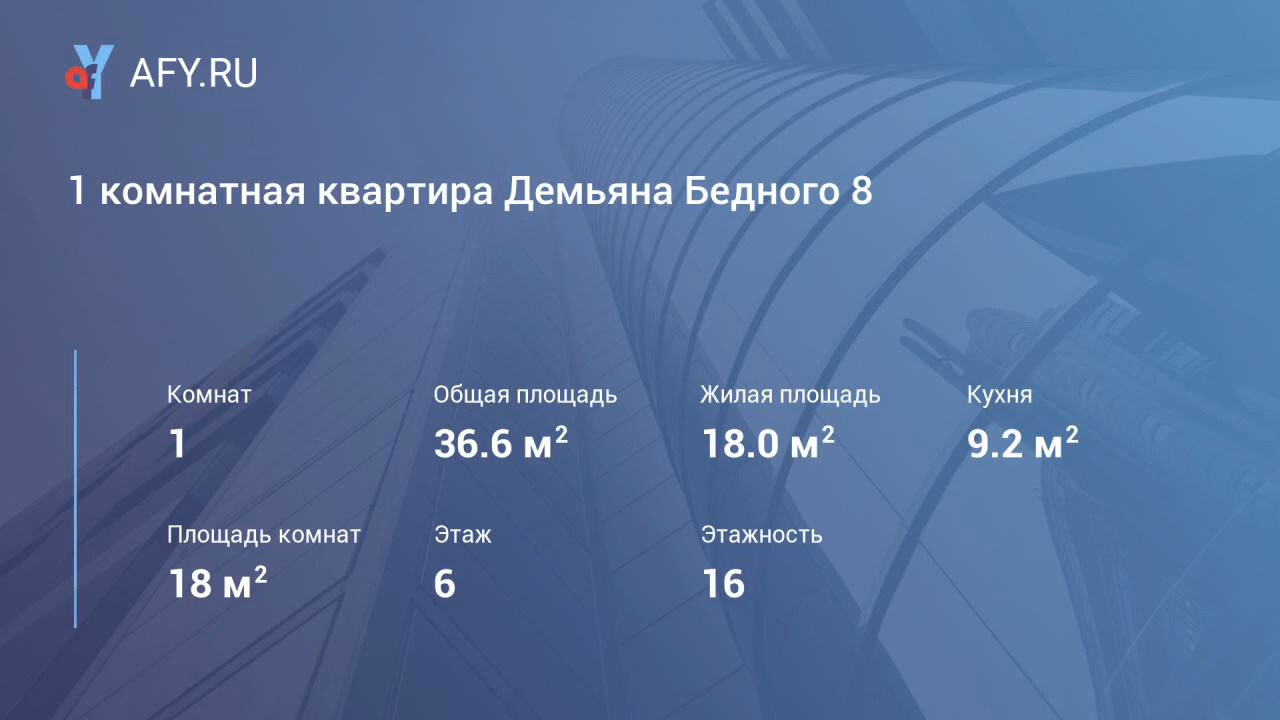 AFY.RU
1 комнатная квартира Демьяна Бедного 8
Комнат
1
Общая площадь
36.6 м²
Жилая площадь
18.0 м²
Кухня
9.2 м²
Площадь комнат
18 м²
Этаж
6
Этажность
16